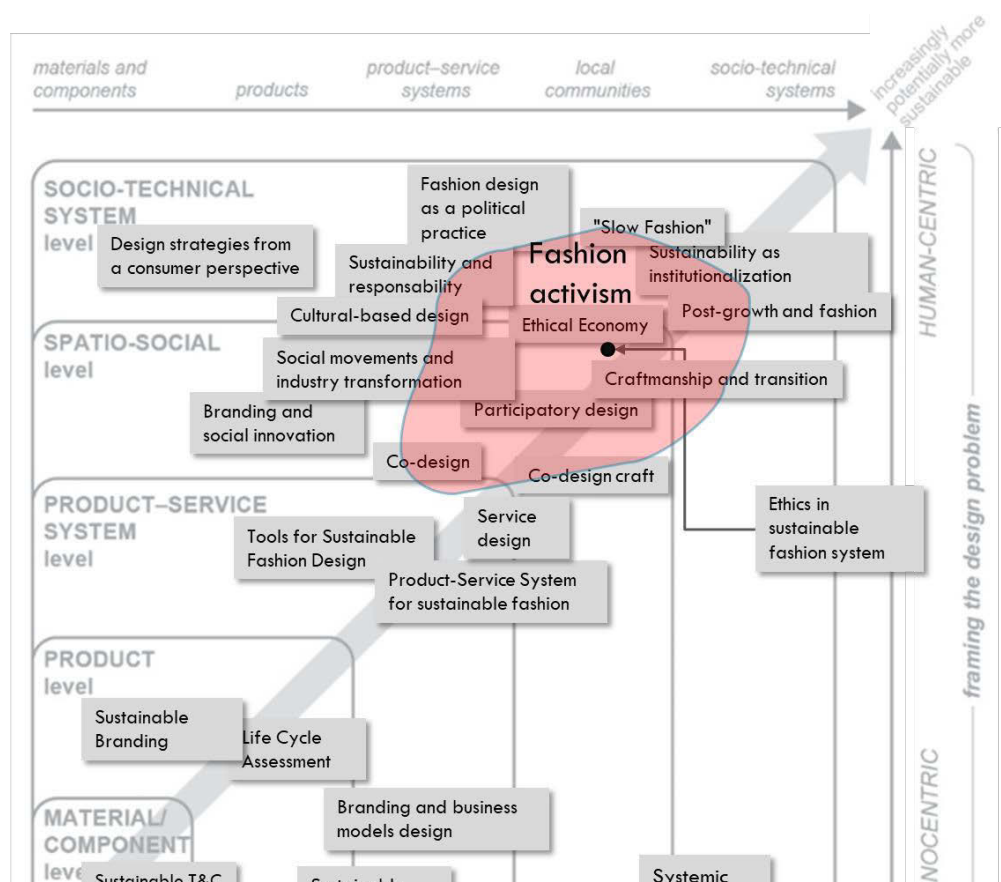 materials and
components
products
product–service
systems
local
communities
socio-technical
systems
increasingly
potentially more
sustainable
SOCIO-TECHNICAL
SYSTEM
level
Design strategies from
a consumer perspective
Fashion design
as a political
practice
"Slow Fashion"
Sustainability and
responsability
Fashion
activism
Sustainability as
institutionalization
Cultural-based design
Ethical Economy
Post-growth and fashion
SPATIO-SOCIAL
level
Social movements and
industry transformation
Craftmanship and transition
Branding and
social innovation
Participatory design
Co-design
Co-design craft
PRODUCT–SERVICE
SYSTEM
level
Tools for Sustainable
Fashion Design
Service
design
Ethics in
sustainable
fashion system
Product-Service System
for sustainable fashion
PRODUCT
level
Sustainable
Branding
Life Cycle
Assessment
MATERIAL/
COMPONENT
Branding and business
models design
Sustainable T&C
Systemic
HUMAN-CENTRIC
framing the design problem